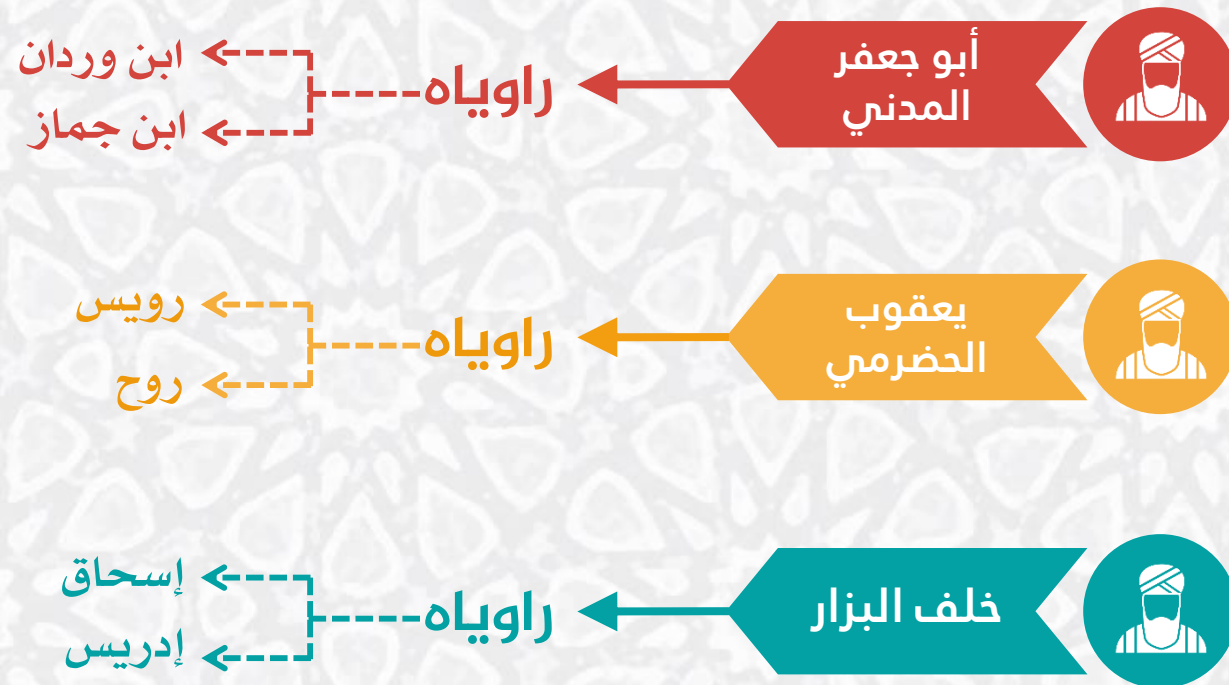 أبو جعفر
المدني
راوياه
ابن وردان
ابن جماز
يعقوب
الحضرمي
راوياه
رويس
روح
خلف البزار
راوياه
إسحاق
إدريس